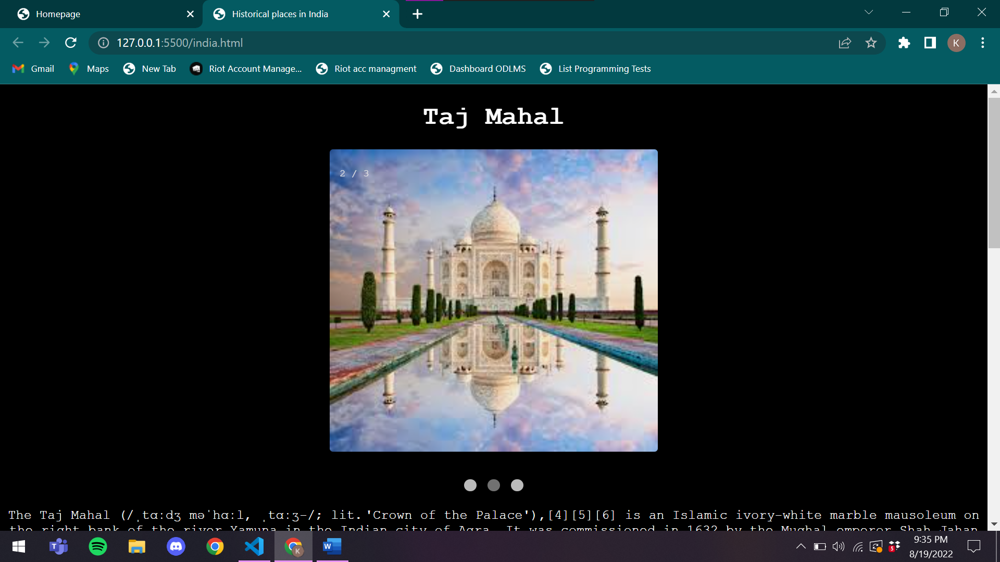 Homepage
Historical places in India
127.0.0.1:5500/india.html
K
Gmail
Maps
New Tab
Riot Account Manage...
Riot acc managment
Dashboard ODLMS
List Programming Tests
Taj Mahal
2 / 3
The Taj Mahal (/ˌtɑːdʒ məˈhɑːl, ˌtɑːʒ-/; lit. 'Crown of the Palace'),[4][5][6] is an Islamic ivory-white marble mausoleum on
the right bank of the river Yamuna in the Indian city of Agra. It was commissioned in 1632 by the Mughal emperor Shah Jahan
T
K
W
5
9:35 PM
8/19/2022